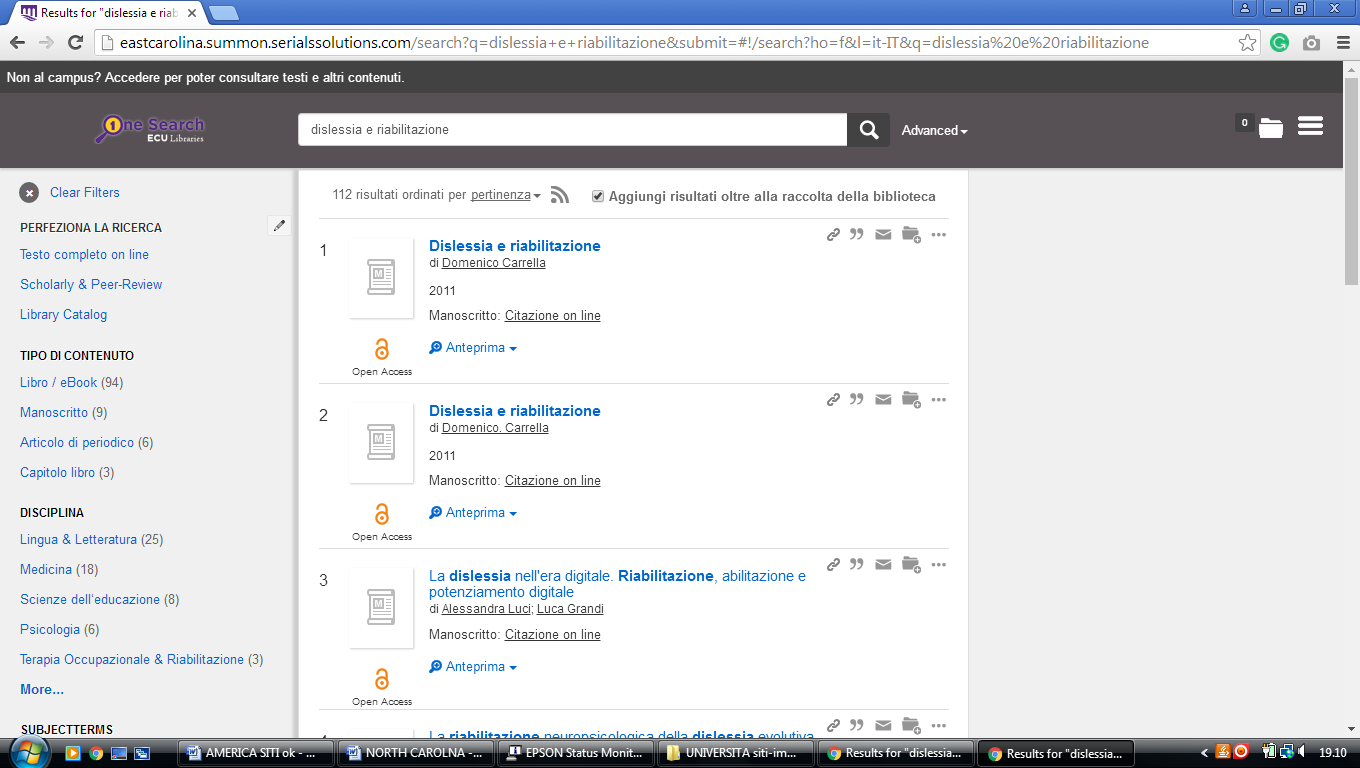 Results for "dislessia e riab
eastcarolina.summon.serialssolutions.com/search?q=dislessia+e+riabilitazione&submit=#!/search?ho=f&l=it-IT&q=dislessia%20e%20riabilitazione
Non al campus? Accedere per poter consultare testi e altri contenuti.
One Search
ECU Libraries
dislessia e riabilitazione
Advanced
0
Clear Filters
PERFEZIONA LA RICERCA
Testo completo on line
Scholarly & Peer-Review
Library Catalog
TIPO DI CONTENUTO
Libro / eBook (94)
Manoscritto (9)
Articolo di periodico (6)
Capitolo libro (3)
DISCIPLINA
Lingua & Letteratura (25)
Medicina (18)
Scienze dell'educazione (8)
Psicologia (6)
Terapia Occupazionale & Riabilitazione (3)
More...
SUBJECTTERMS
112 risultati ordinati per pertinenza
Aggiungi risultati oltre alla raccolta della biblioteca
1
Dislessia e riabilitazione
di Domenico Carrella
2011
Manoscritto: Citazione on line
Anteprima
Open Access
2
Dislessia e riabilitazione
di Domenico. Carrella
2011
Manoscritto: Citazione on line
Anteprima
Open Access
3
La dislessia nell'era digitale. Riabilitazione, abilitazione e
potenziamento digitale
di Alessandra Luci; Luca Grandi
Manoscritto: Citazione on line
Anteprima
Open Access
La riabilitazione neuropsicologica della dislessia evolutiva
AMERICA SITI ok - ...
NORTH CAROLNA - ...
EPSON Status Monit...
UNIVERSITA siti-im...
Results for "dislessia...
Results for "dislessia...
19.10